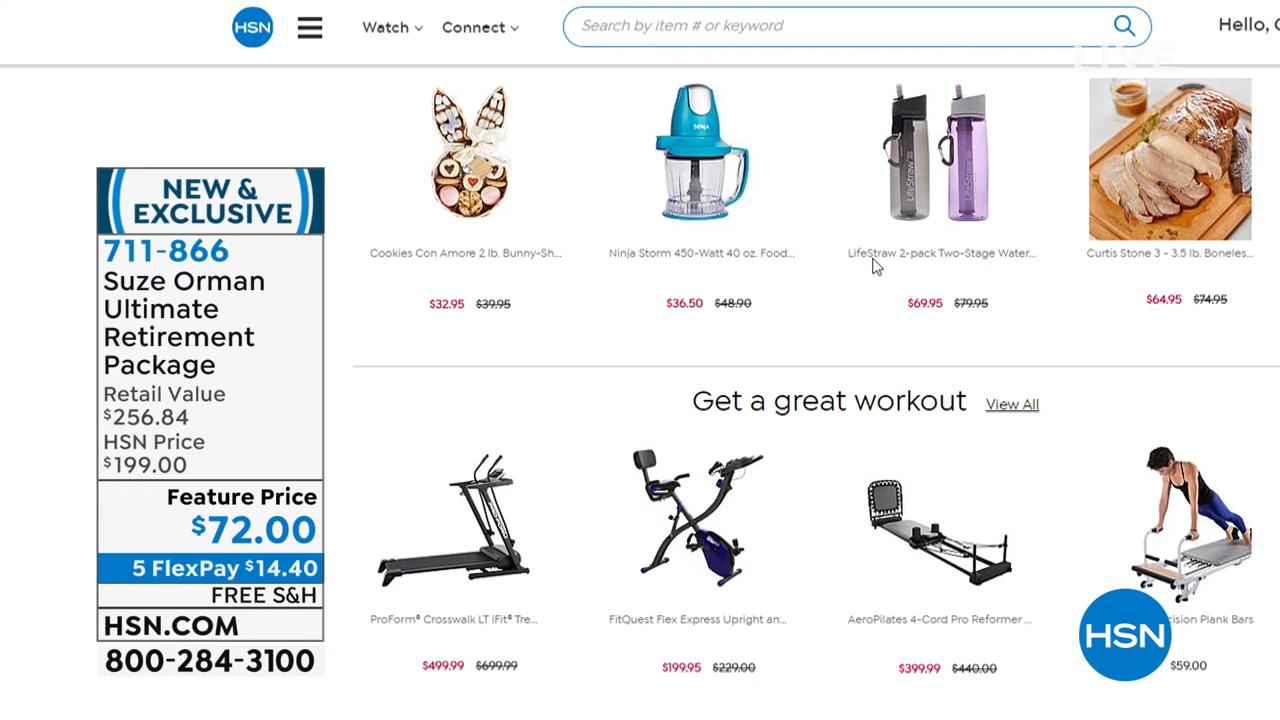 HSN
Watch
Connect
Search by item # or keyword
Hello,
LIVE
NEW &
EXCLUSIVE
711-866
Suze Orman
Ultimate
Retirement
Package
Retail Value
$256.84
HSN Price
$199.00
Feature Price
$72.00
5 FlexPay $14.40
FREE S&H
HSN.COM
800-284-3100
NINJA
LifeStraw
Cookies Con Amore 2 lb. Bunny-Sh...
Ninja Storm 450-Watt 40 oz. Food...
LifeStraw 2-pack Two-Stage Water...
Curtis Stone 3 - 3.5 lb. Boneles...
$32.95 $39.95
$36.50 $48.90
$69.95 $79.95
$64.95 $74.95
Get a great workout View All
ProForm® Crosswalk LT iFit® Tre...
FitQuest Flex Express Upright an...
AeroPilates 4-Cord Pro Reformer ...
cision Plank Bars
$499.99 $699.99
$199.95 $229.00
$399.99 $440.00
$59.00
HSN